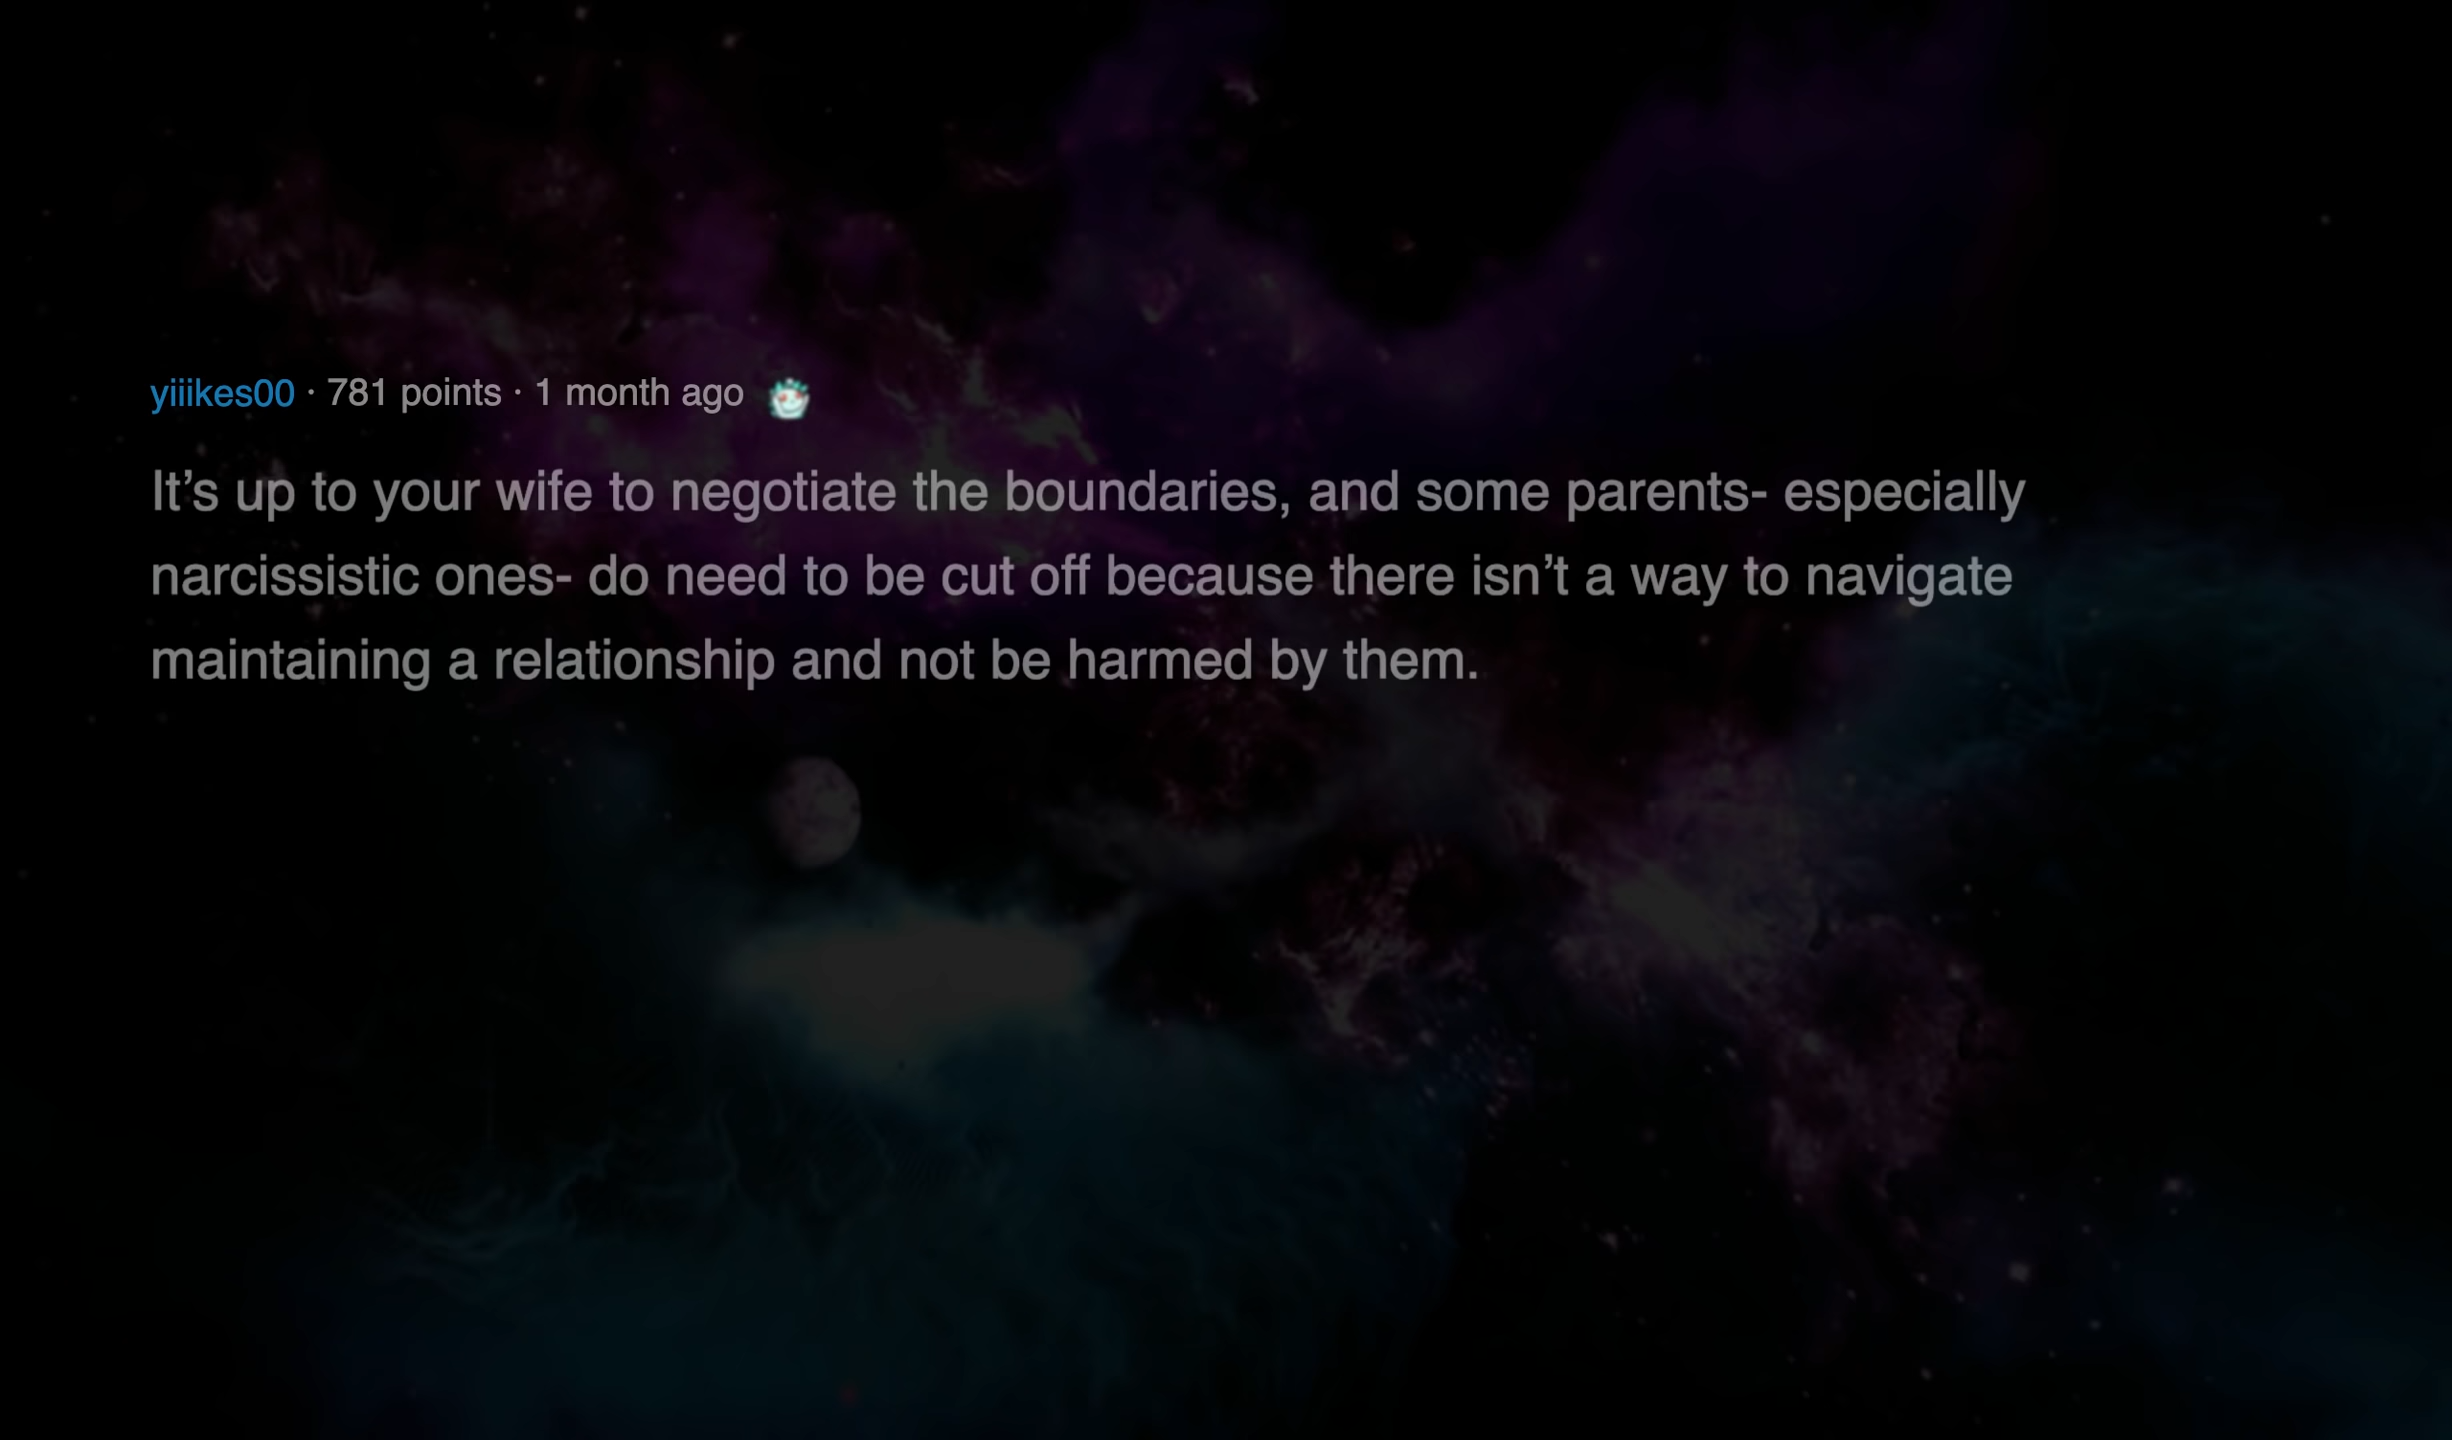 yiiikes00 · 781 points · 1 month ago
It’s up to your wife to negotiate the boundaries, and some parents- especially
narcissistic ones- do need to be cut off because there isn’t a way to navigate
maintaining a relationship and not be harmed by them.